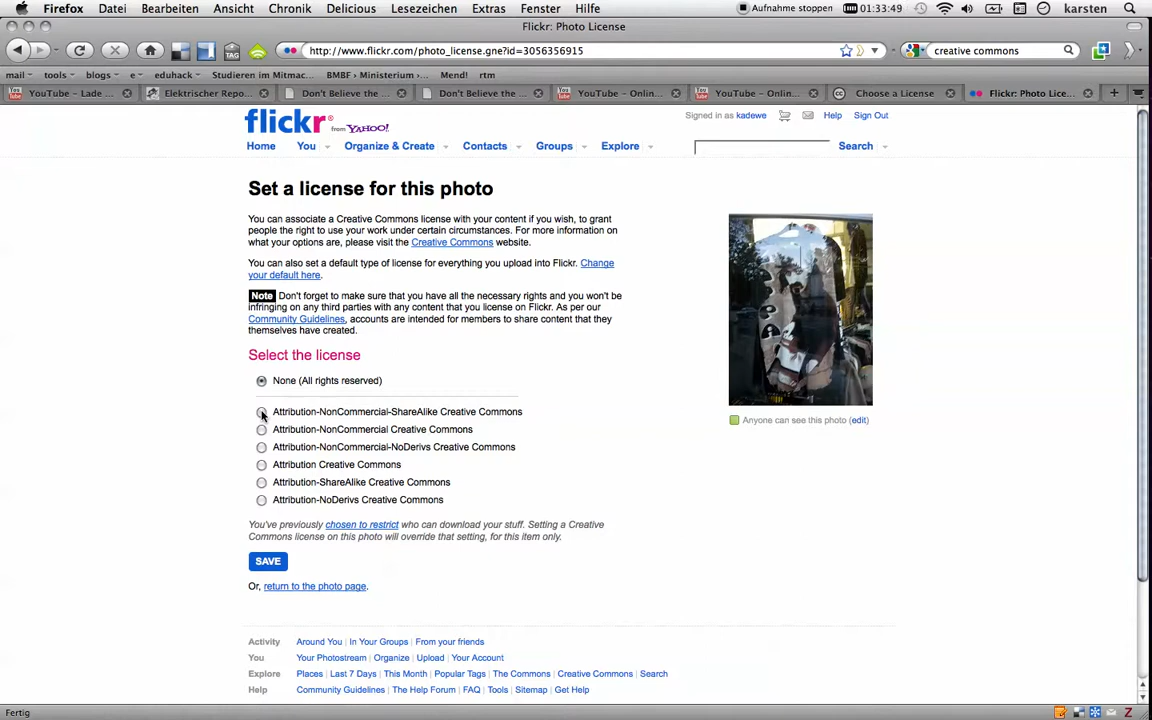 Firefox Datei Bearbeiten Ansicht Chronik Delicious Lesezeichen Extras Fenster Hilfe Aufnahme stoppen 01:33:49 karsten
Flickr: Photo License
http://www.flickr.com/photo_license.gne?id=3056356915 creative commons
mail tools blogs e eduhack Studieren im Mitmac... BMBF › Ministerium ›... Mend! rtm
YouTube – Lade ... Elektrischer Repo... Don't Believe the ... Don't Believe the ... YouTube – Onlin... YouTube – Onlin... Choose a License Flickr: Photo Lice...
flickr from YAHOO!
Signed in as kadewe Help Sign Out
Home You Organize & Create Contacts Groups Explore Search
Set a license for this photo
You can associate a Creative Commons license with your content if you wish, to grant
people the right to use your work under certain circumstances. For more information on
what your options are, please visit the Creative Commons website.
You can also set a default type of license for everything you upload into Flickr. Change
your default here.
Note Don't forget to make sure that you have all the necessary rights and you won't be
infringing on any third parties with any content that you license on Flickr. As per our
Community Guidelines, accounts are intended for members to share content that they
themselves have created.
Select the license
None (All rights reserved)
Attribution-NonCommercial-ShareAlike Creative Commons
Attribution-NonCommercial Creative Commons
Attribution-NonCommercial-NoDerivs Creative Commons
Attribution Creative Commons
Attribution-ShareAlike Creative Commons
Attribution-NoDerivs Creative Commons
Anyone can see this photo (edit)
You've previously chosen to restrict who can download your stuff. Setting a Creative
Commons license on this photo will override that setting, for this item only.
SAVE
Or, return to the photo page.
Activity Around You | In Your Groups | From your friends
You Your Photostream | Organize | Upload | Your Account
Explore Places | Last 7 Days | This Month | Popular Tags | The Commons | Creative Commons | Search
Help Community Guidelines | The Help Forum | FAQ | Tools | Sitemap | Get Help
Fertig